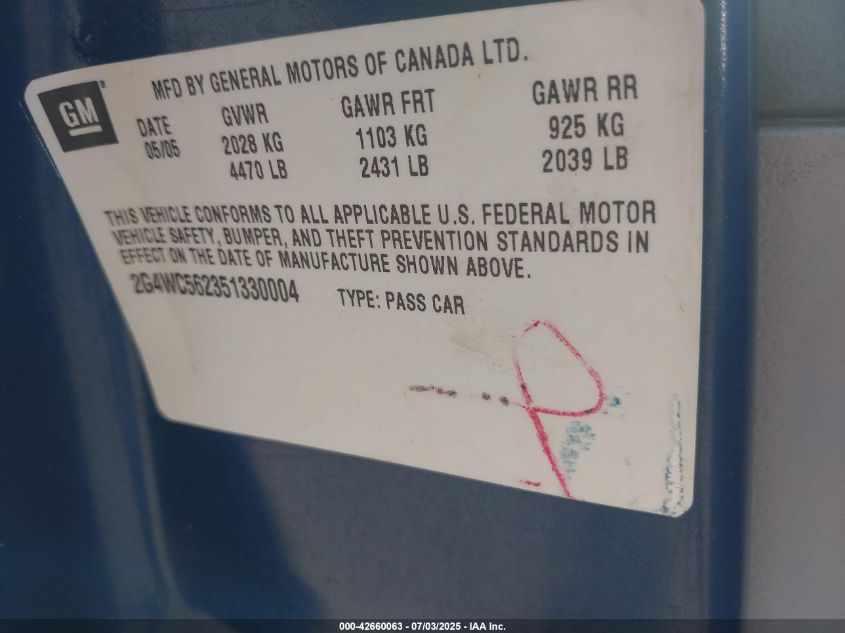 MFD BY GENERAL MOTORS OF CANADA LTD.
GM
DATE GVWR GAWR FRT GAWR RR
05/05 2028 KG 1103 KG 925 KG
4470 LB 2431 LB 2039 LB
THIS VEHICLE CONFORMS TO ALL APPLICABLE U.S. FEDERAL MOTOR
VEHICLE SAFETY, BUMPER, AND THEFT PREVENTION STANDARDS IN
EFFECT ON THE DATE OF MANUFACTURE SHOWN ABOVE.
2G4WC562351330004 TYPE: PASS CAR
000-42660063 - 07/03/2025 - IAA Inc.